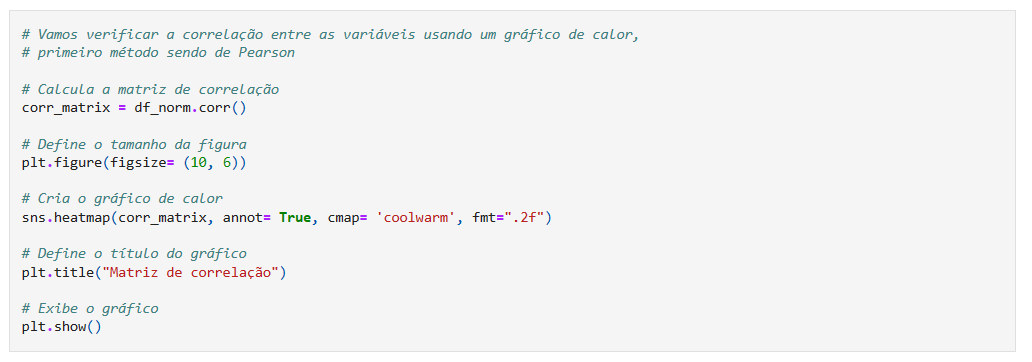 # Vamos verificar a correlação entre as variáveis usando um gráfico de calor,
# primeiro método sendo de Pearson
# Calcula a matriz de correlação
corr_matrix = df_norm.corr()
# Define o tamanho da figura
plt.figure(figsize= (10, 6))
# Cria o gráfico de calor
sns.heatmap(corr_matrix, annot= True, cmap= 'coolwarm', fmt=".2f")
# Define o título do gráfico
plt.title("Matriz de correlação")
# Exibe o gráfico
plt.show()